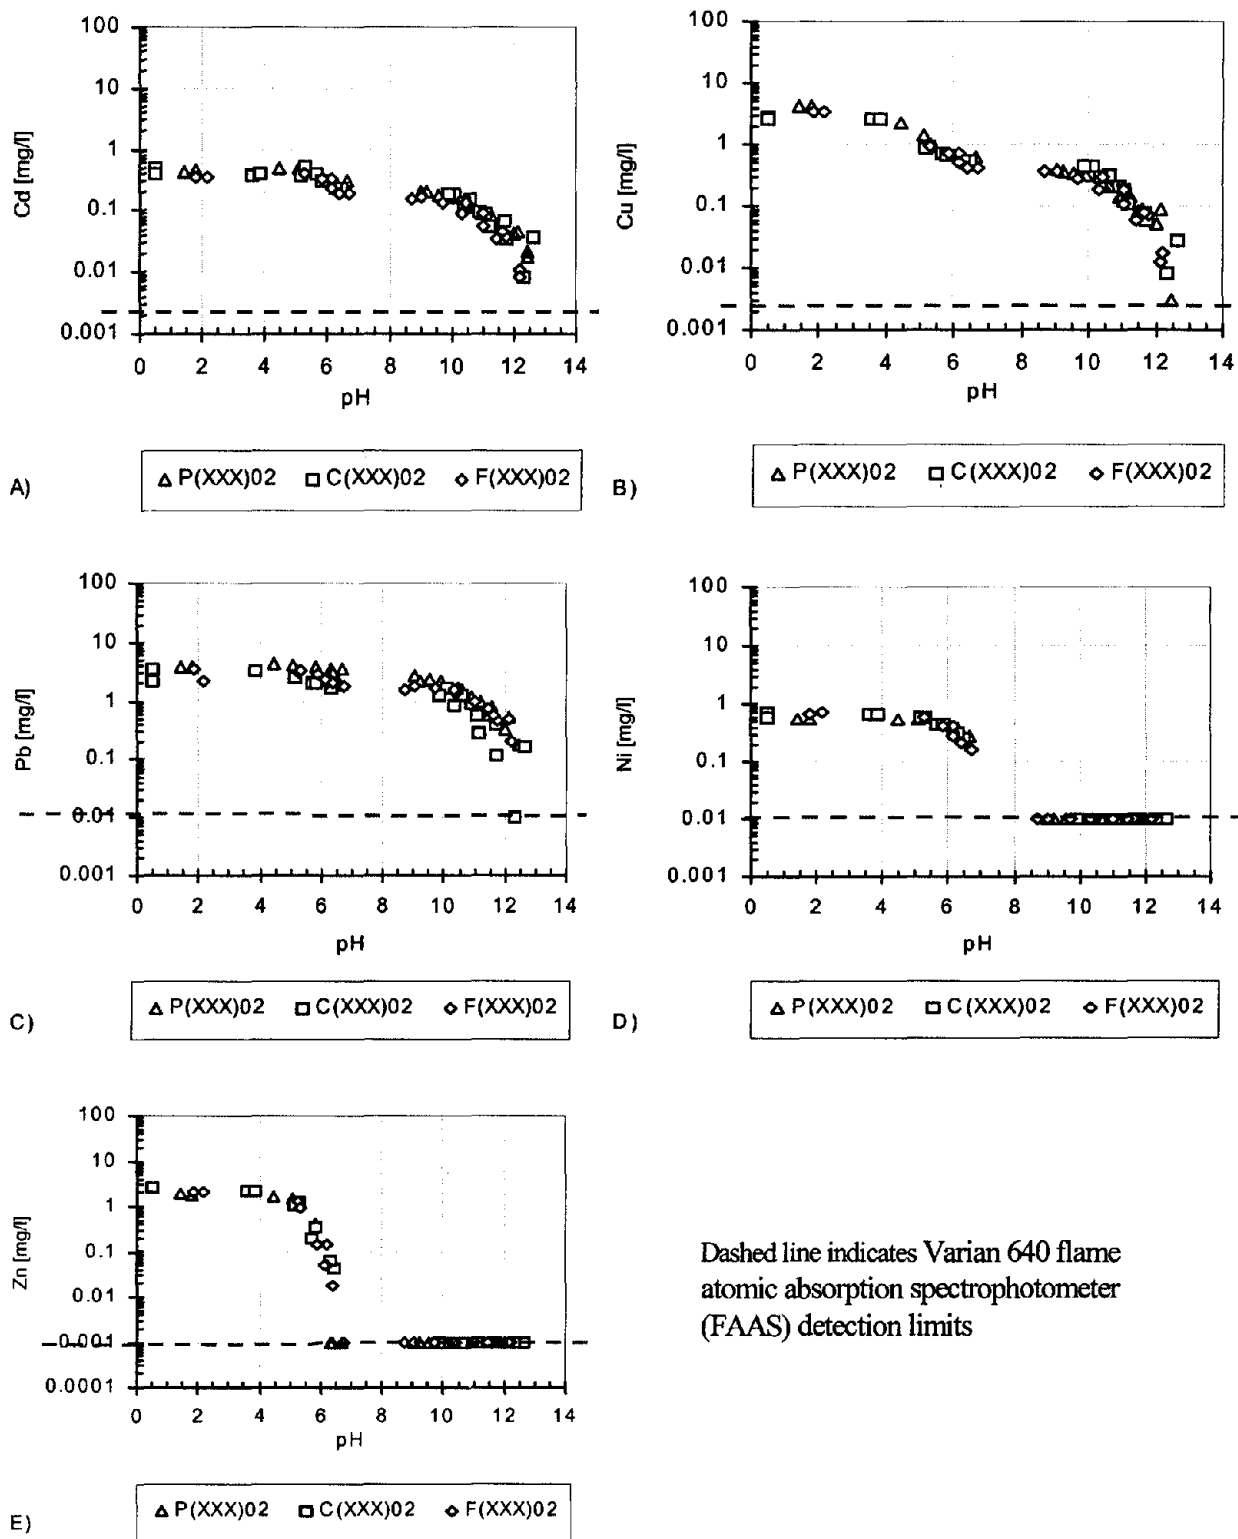 100
10
1
0.1
0.01
0.001
Cd [mg/l]
0 2 4 6 8 10 12 14
pH
△ P(XXX)02 □ C(XXX)02 ◇ F(XXX)02
A)
100
10
1
0.1
0.01
0.001
Cu [mg/l]
0 2 4 6 8 10 12 14
pH
△ P(XXX)02 □ C(XXX)02 ◇ F(XXX)02
B)
100
10
1
0.1
0.01
0.001
Pb [mg/l]
0 2 4 6 8 10 12 14
pH
△ P(XXX)02 □ C(XXX)02 ◇ F(XXX)02
C)
100
10
1
0.1
0.01
0.001
Ni [mg/l]
0 2 4 6 8 10 12 14
pH
△ P(XXX)02 □ C(XXX)02 ◇ F(XXX)02
D)
100
10
1
0.1
0.01
0.001
0.0001
Zn [mg/l]
0 2 4 6 8 10 12 14
pH
△ P(XXX)02 □ C(XXX)02 ◇ F(XXX)02
E)
Dashed line indicates Varian 640 flame
atomic absorption spectrophotometer
(FAAS) detection limits